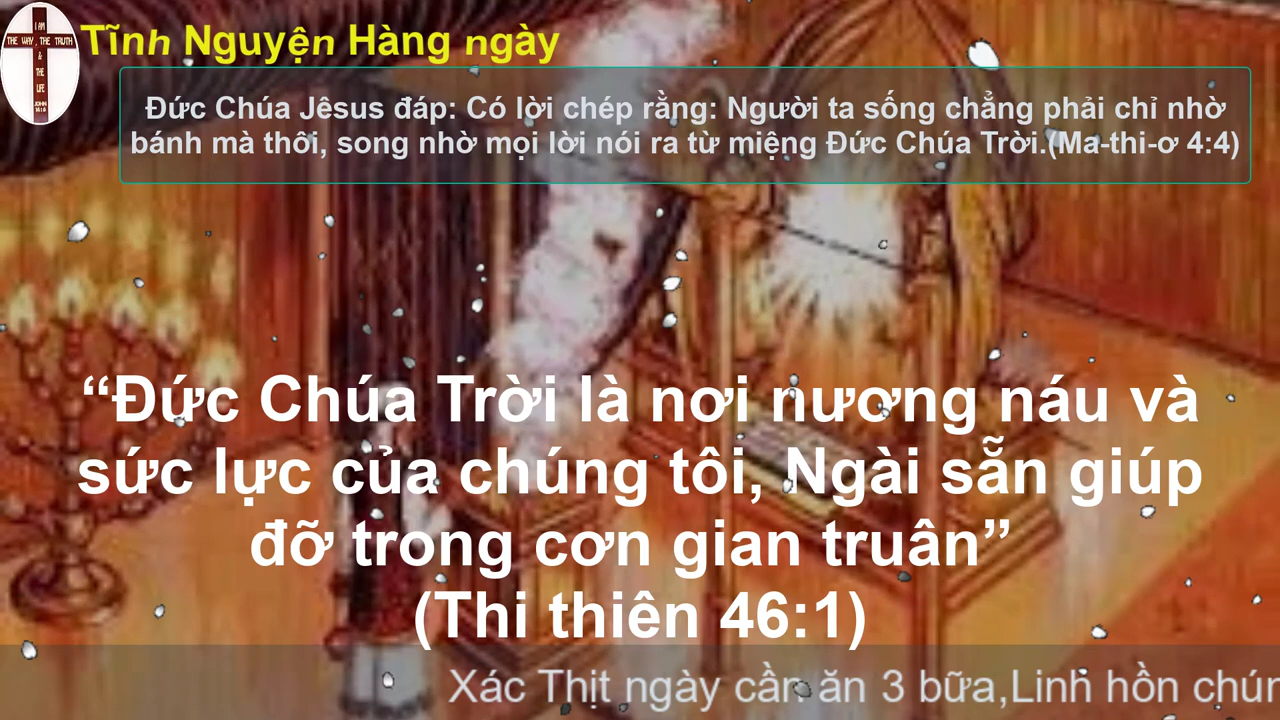 I AM
THE WAY, THE TRUTH
&
THE
LIFE
JOHN
Tĩnh Nguyện Hàng ngày
Đức Chúa Jêsus đáp: Có lời chép rằng: Người ta sống chẳng phải chỉ nhờ
bánh mà thôi, song nhờ mọi lời nói ra từ miệng Đức Chúa Trời.(Ma-thi-ơ 4:4)
“Đức Chúa Trời là nơi nương náu và
sức lực của chúng tôi, Ngài sẵn giúp
đỡ trong cơn gian truân”
(Thi thiên 46:1)
Xác Thịt ngày cần ăn 3 bữa,Linh hồn chún